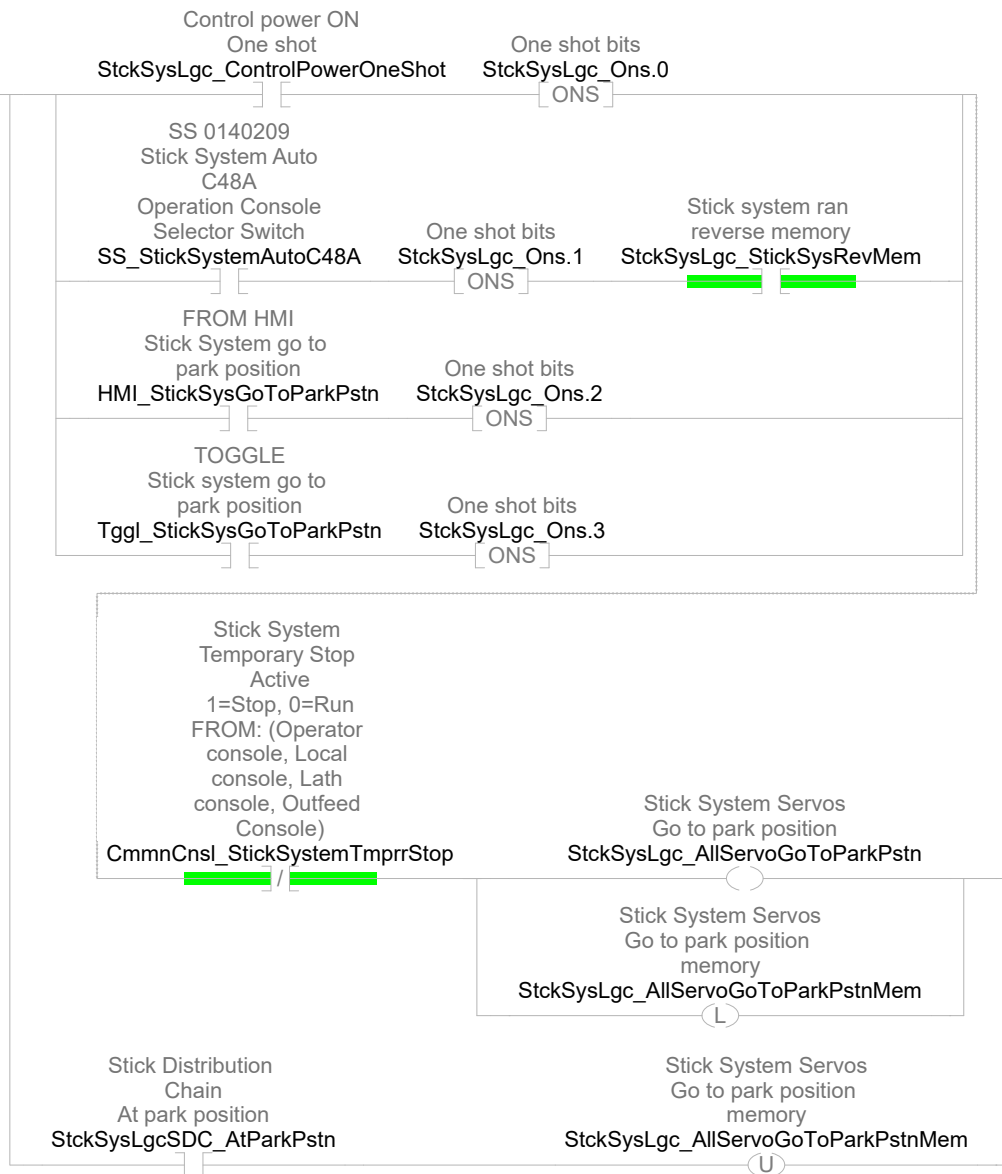 Control power ON
One shot
StckSysLgc_ControlPowerOneShot
One shot bits
StckSysLgc_Ons.0
ONS
SS 0140209
Stick System Auto
C48A
Operation Console
Selector Switch
SS_StickSystemAutoC48A
One shot bits
StckSysLgc_Ons.1
ONS
Stick system ran
reverse memory
StckSysLgc_StickSysRevMem
FROM HMI
Stick System go to
park position
HMI_StickSysGoToParkPstn
One shot bits
StckSysLgc_Ons.2
ONS
TOGGLE
Stick system go to
park position
Tggl_StickSysGoToParkPstn
One shot bits
StckSysLgc_Ons.3
ONS
Stick System
Temporary Stop
Active
1=Stop, 0=Run
FROM: (Operator
console, Local
console, Lath
console, Outfeed
Console)
CmmnCnsl_StickSystemTmprrStop
/
Stick System Servos
Go to park position
StckSysLgc_AllServoGoToParkPstn
Stick System Servos
Go to park position
memory
StckSysLgc_AllServoGoToParkPstnMem
L
Stick Distribution
Chain
At park position
StckSysLgcSDC_AtParkPstn
Stick System Servos
Go to park position
memory
StckSysLgc_AllServoGoToParkPstnMem
U